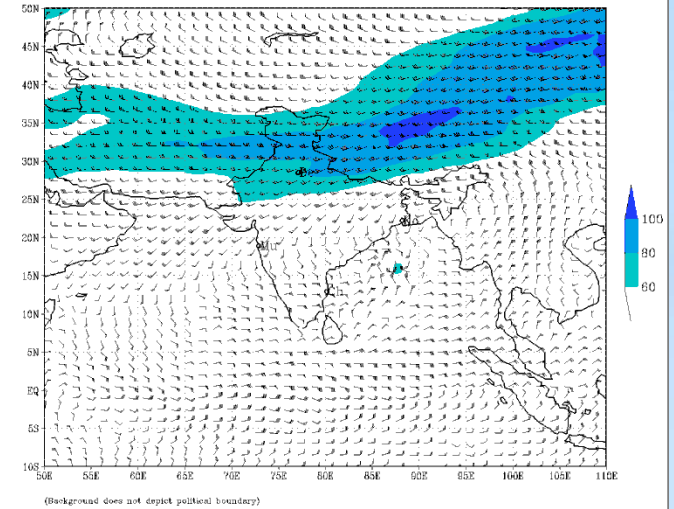 50N
45N
40N
35N
30N
25N
20N
15N
10N
5N
EQ
5S
10S
50E 55E 60E 65E 70E 75E 80E 85E 90E 95E 100E 105E 110E
100
80
60
(Background does not depict political boundary)